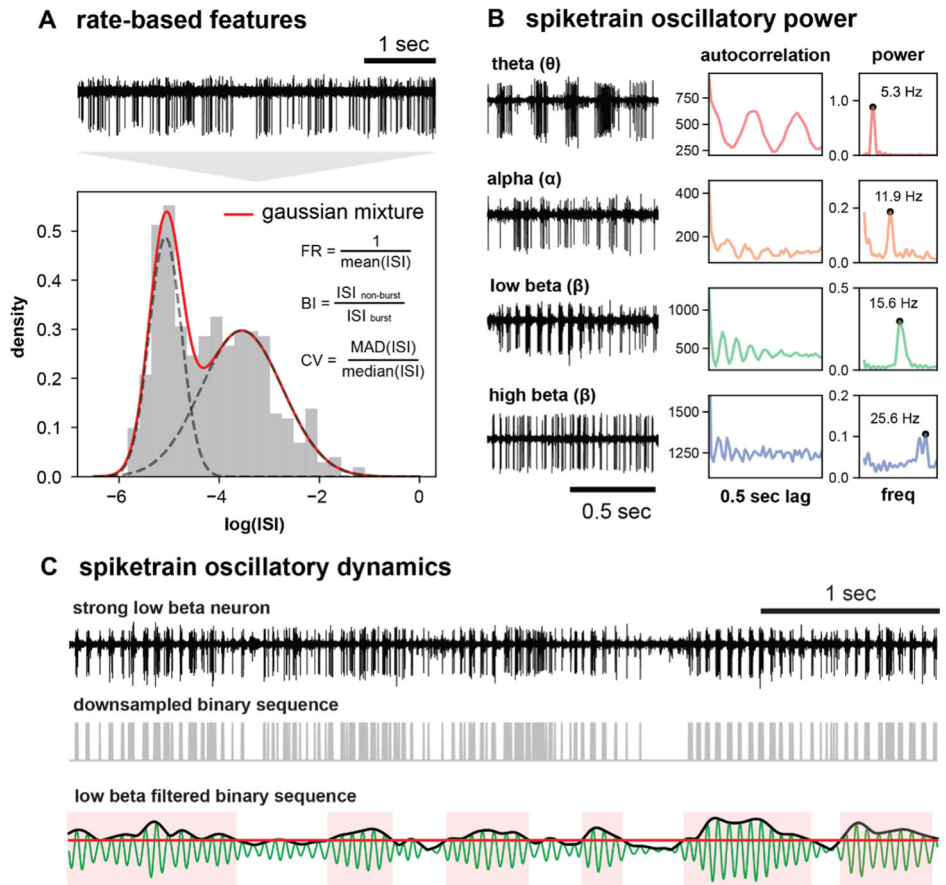 A rate-based features
1 sec
gaussian mixture
FR = 1 / mean(ISI)
BI = ISI non-burst / ISI burst
CV = MAD(ISI) / median(ISI)
density
0.5
0.4
0.3
0.2
0.1
0.0
−6 −4 −2 0
log(ISI)
B spiketrain oscillatory power
autocorrelation power
theta (θ)
750
500
250
1.0
0.0
5.3 Hz
alpha (α)
400
200
0.2
0.0
11.9 Hz
low beta (β)
1000
500
0.5
0.0
15.6 Hz
high beta (β)
1500
1250
0.2
0.1
0.0
25.6 Hz
0.5 sec
0.5 sec lag
freq
C spiketrain oscillatory dynamics
1 sec
strong low beta neuron
downsampled binary sequence
low beta filtered binary sequence